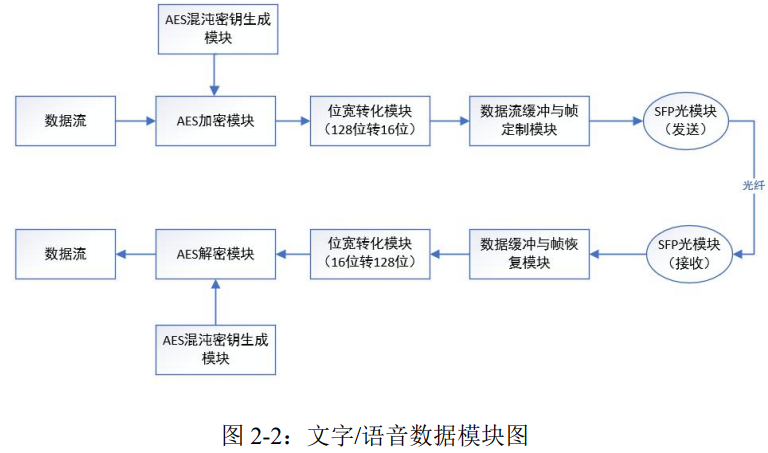 AES混沌密钥生成
模块
数据流
AES加密模块
位宽转化模块
（128位转16位）
数据流缓冲与帧
定制模块
SFP光模块
（发送）
光纤
数据流
AES解密模块
位宽转化模块
（16位转128位）
数据缓冲与帧恢
复模块
SFP光模块
（接收）
AES混沌密钥生成
模块
图 2-2：文字/语音数据模块图